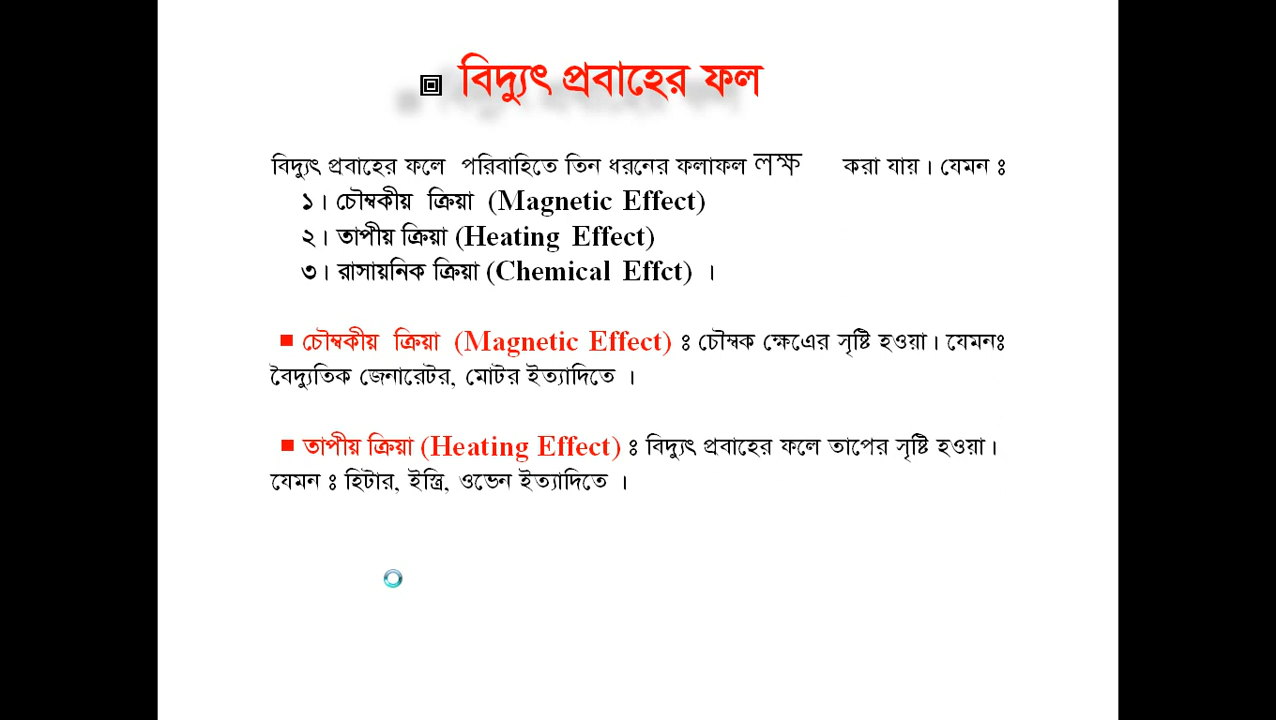 বিদ্যুৎ প্রবাহের ফল
বিদ্যুৎ প্রবাহের ফলে পরিবাহিতে তিন ধরনের ফলাফল লক্ষ করা যায়। যেমন ঃ
১। চৌম্বকীয় ক্রিয়া (Magnetic Effect)
২। তাপীয় ক্রিয়া (Heating Effect)
৩। রাসায়নিক ক্রিয়া (Chemical Effct) ।
■ চৌম্বকীয় ক্রিয়া (Magnetic Effect) ঃ চৌম্বক ক্ষেএের সৃষ্টি হওয়া। যেমনঃ
বৈদ্যুতিক জেনারেটর, মোটর ইত্যাদিতে ।
■ তাপীয় ক্রিয়া (Heating Effect) ঃ বিদ্যুৎ প্রবাহের ফলে তাপের সৃষ্টি হওয়া।
যেমন ঃ হিটার, ইস্ত্রি, ওভেন ইত্যাদিতে ।